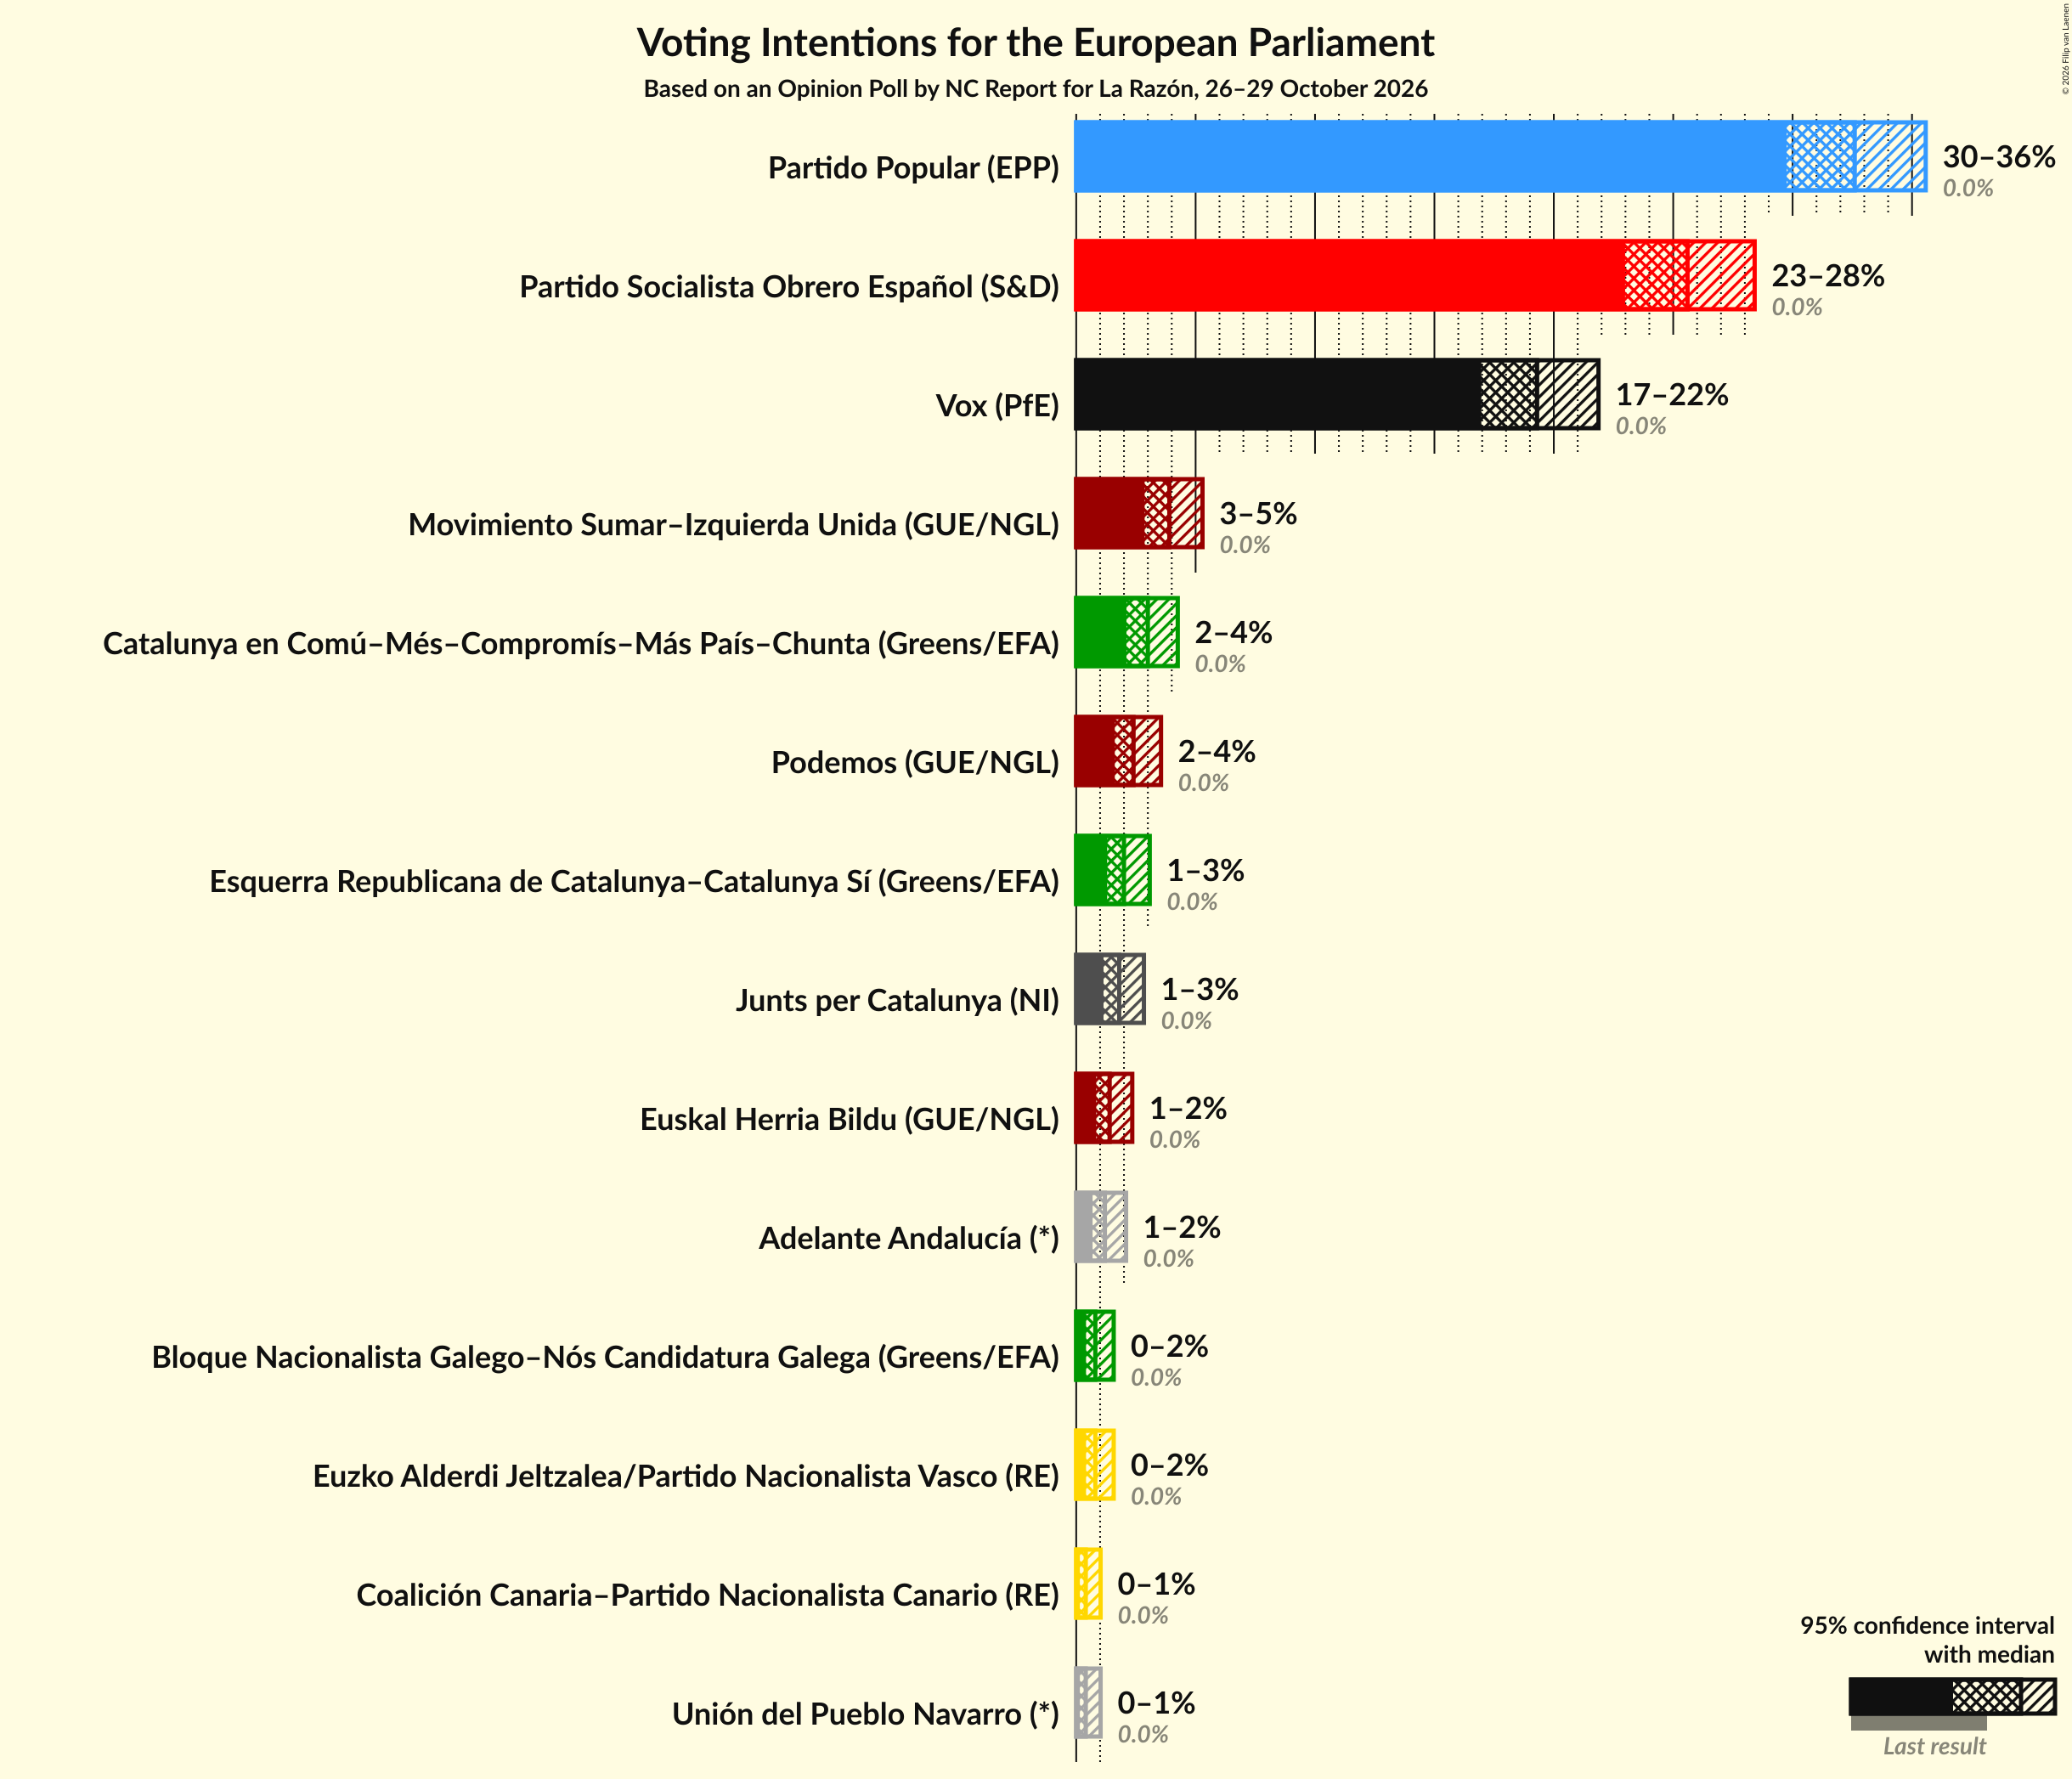 Voting Intentions for the European Parliament
Based on an Opinion Poll by NC Report for La Razón, 26–29 October 2026
© 2026 Filip van Laenen
Partido Popular (EPP)
30–36%
0.0%
Partido Socialista Obrero Español (S&D)
23–28%
0.0%
Vox (PfE)
17–22%
0.0%
Movimiento Sumar–Izquierda Unida (GUE/NGL)
3–5%
0.0%
Catalunya en Comú–Més–Compromís–Más País–Chunta (Greens/EFA)
2–4%
0.0%
Podemos (GUE/NGL)
2–4%
0.0%
Esquerra Republicana de Catalunya–Catalunya Sí (Greens/EFA)
1–3%
0.0%
Junts per Catalunya (NI)
1–3%
0.0%
Euskal Herria Bildu (GUE/NGL)
1–2%
0.0%
Adelante Andalucía (*)
1–2%
0.0%
Bloque Nacionalista Galego–Nós Candidatura Galega (Greens/EFA)
0–2%
0.0%
Euzko Alderdi Jeltzalea/Partido Nacionalista Vasco (RE)
0–2%
0.0%
Coalición Canaria–Partido Nacionalista Canario (RE)
0–1%
0.0%
Unión del Pueblo Navarro (*)
0–1%
0.0%
95% confidence interval
with median
Last result